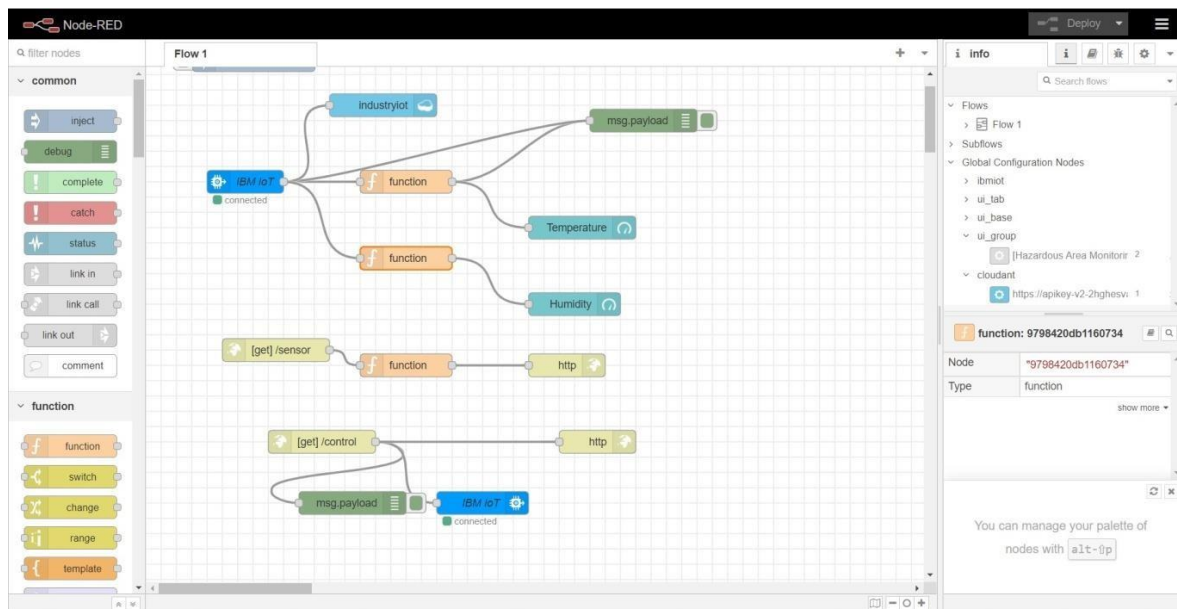 Node-RED
Deploy
filter nodes
common
inject
debug
complete
catch
status
link in
link call
link out
comment
function
function
switch
change
range
template
Flow 1
industryiot
msg.payload
IBM IoT
connected
function
Temperature
function
Humidity
[get] /sensor
function
http
[get] /control
http
msg.payload
IBM IoT
connected
i info
Search flows
Flows
Flow 1
Subflows
Global Configuration Nodes
ibmiot
ui_tab
ui_base
ui_group
[Hazardous Area Monitorir 2
cloudant
https://apikey-v2-2hghesv 1
function: 9798420db1160734
Node "9798420db1160734"
Type function
show more
You can manage your palette of
nodes with alt-⇧p